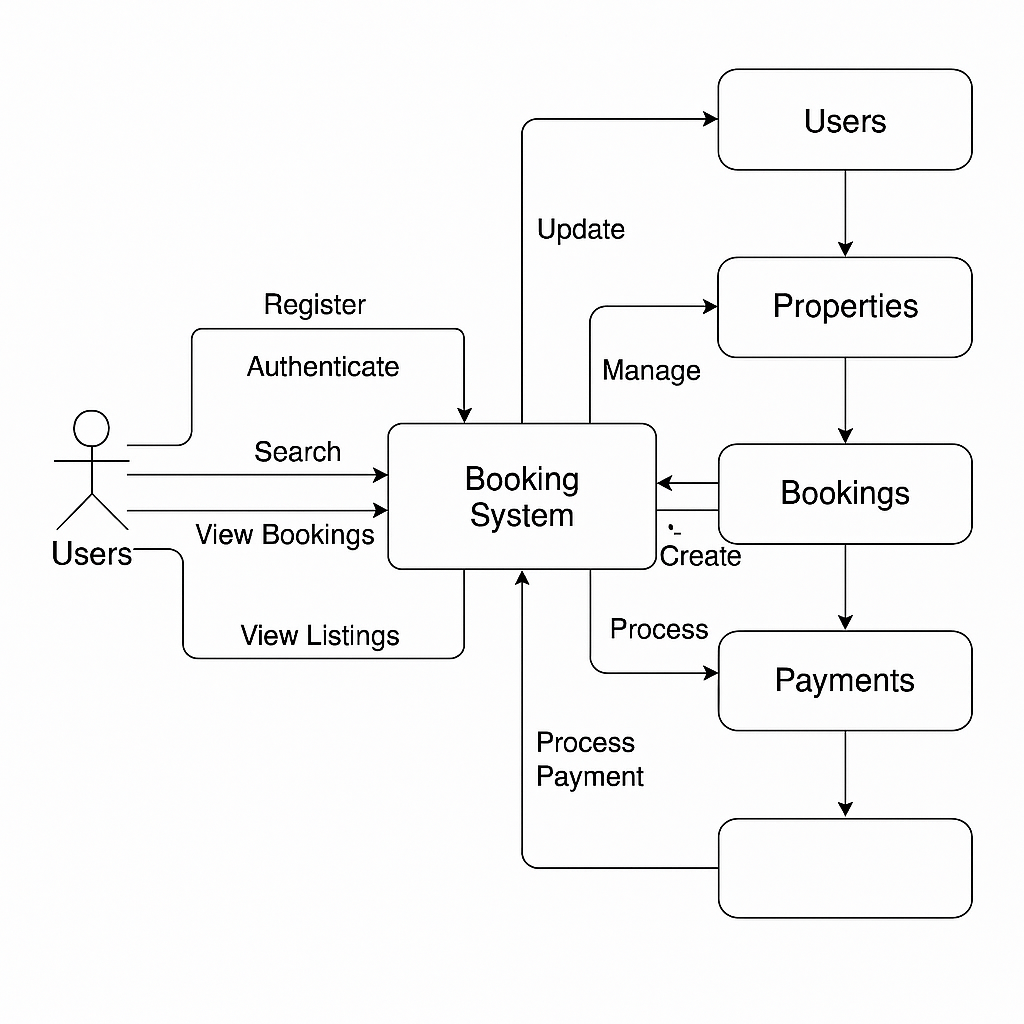 Users
Update
Properties
Register
Manage
Authenticate
Search
Booking
System
Bookings
View Bookings
Users
Create
View Listings
Process
Payments
Process
Payment